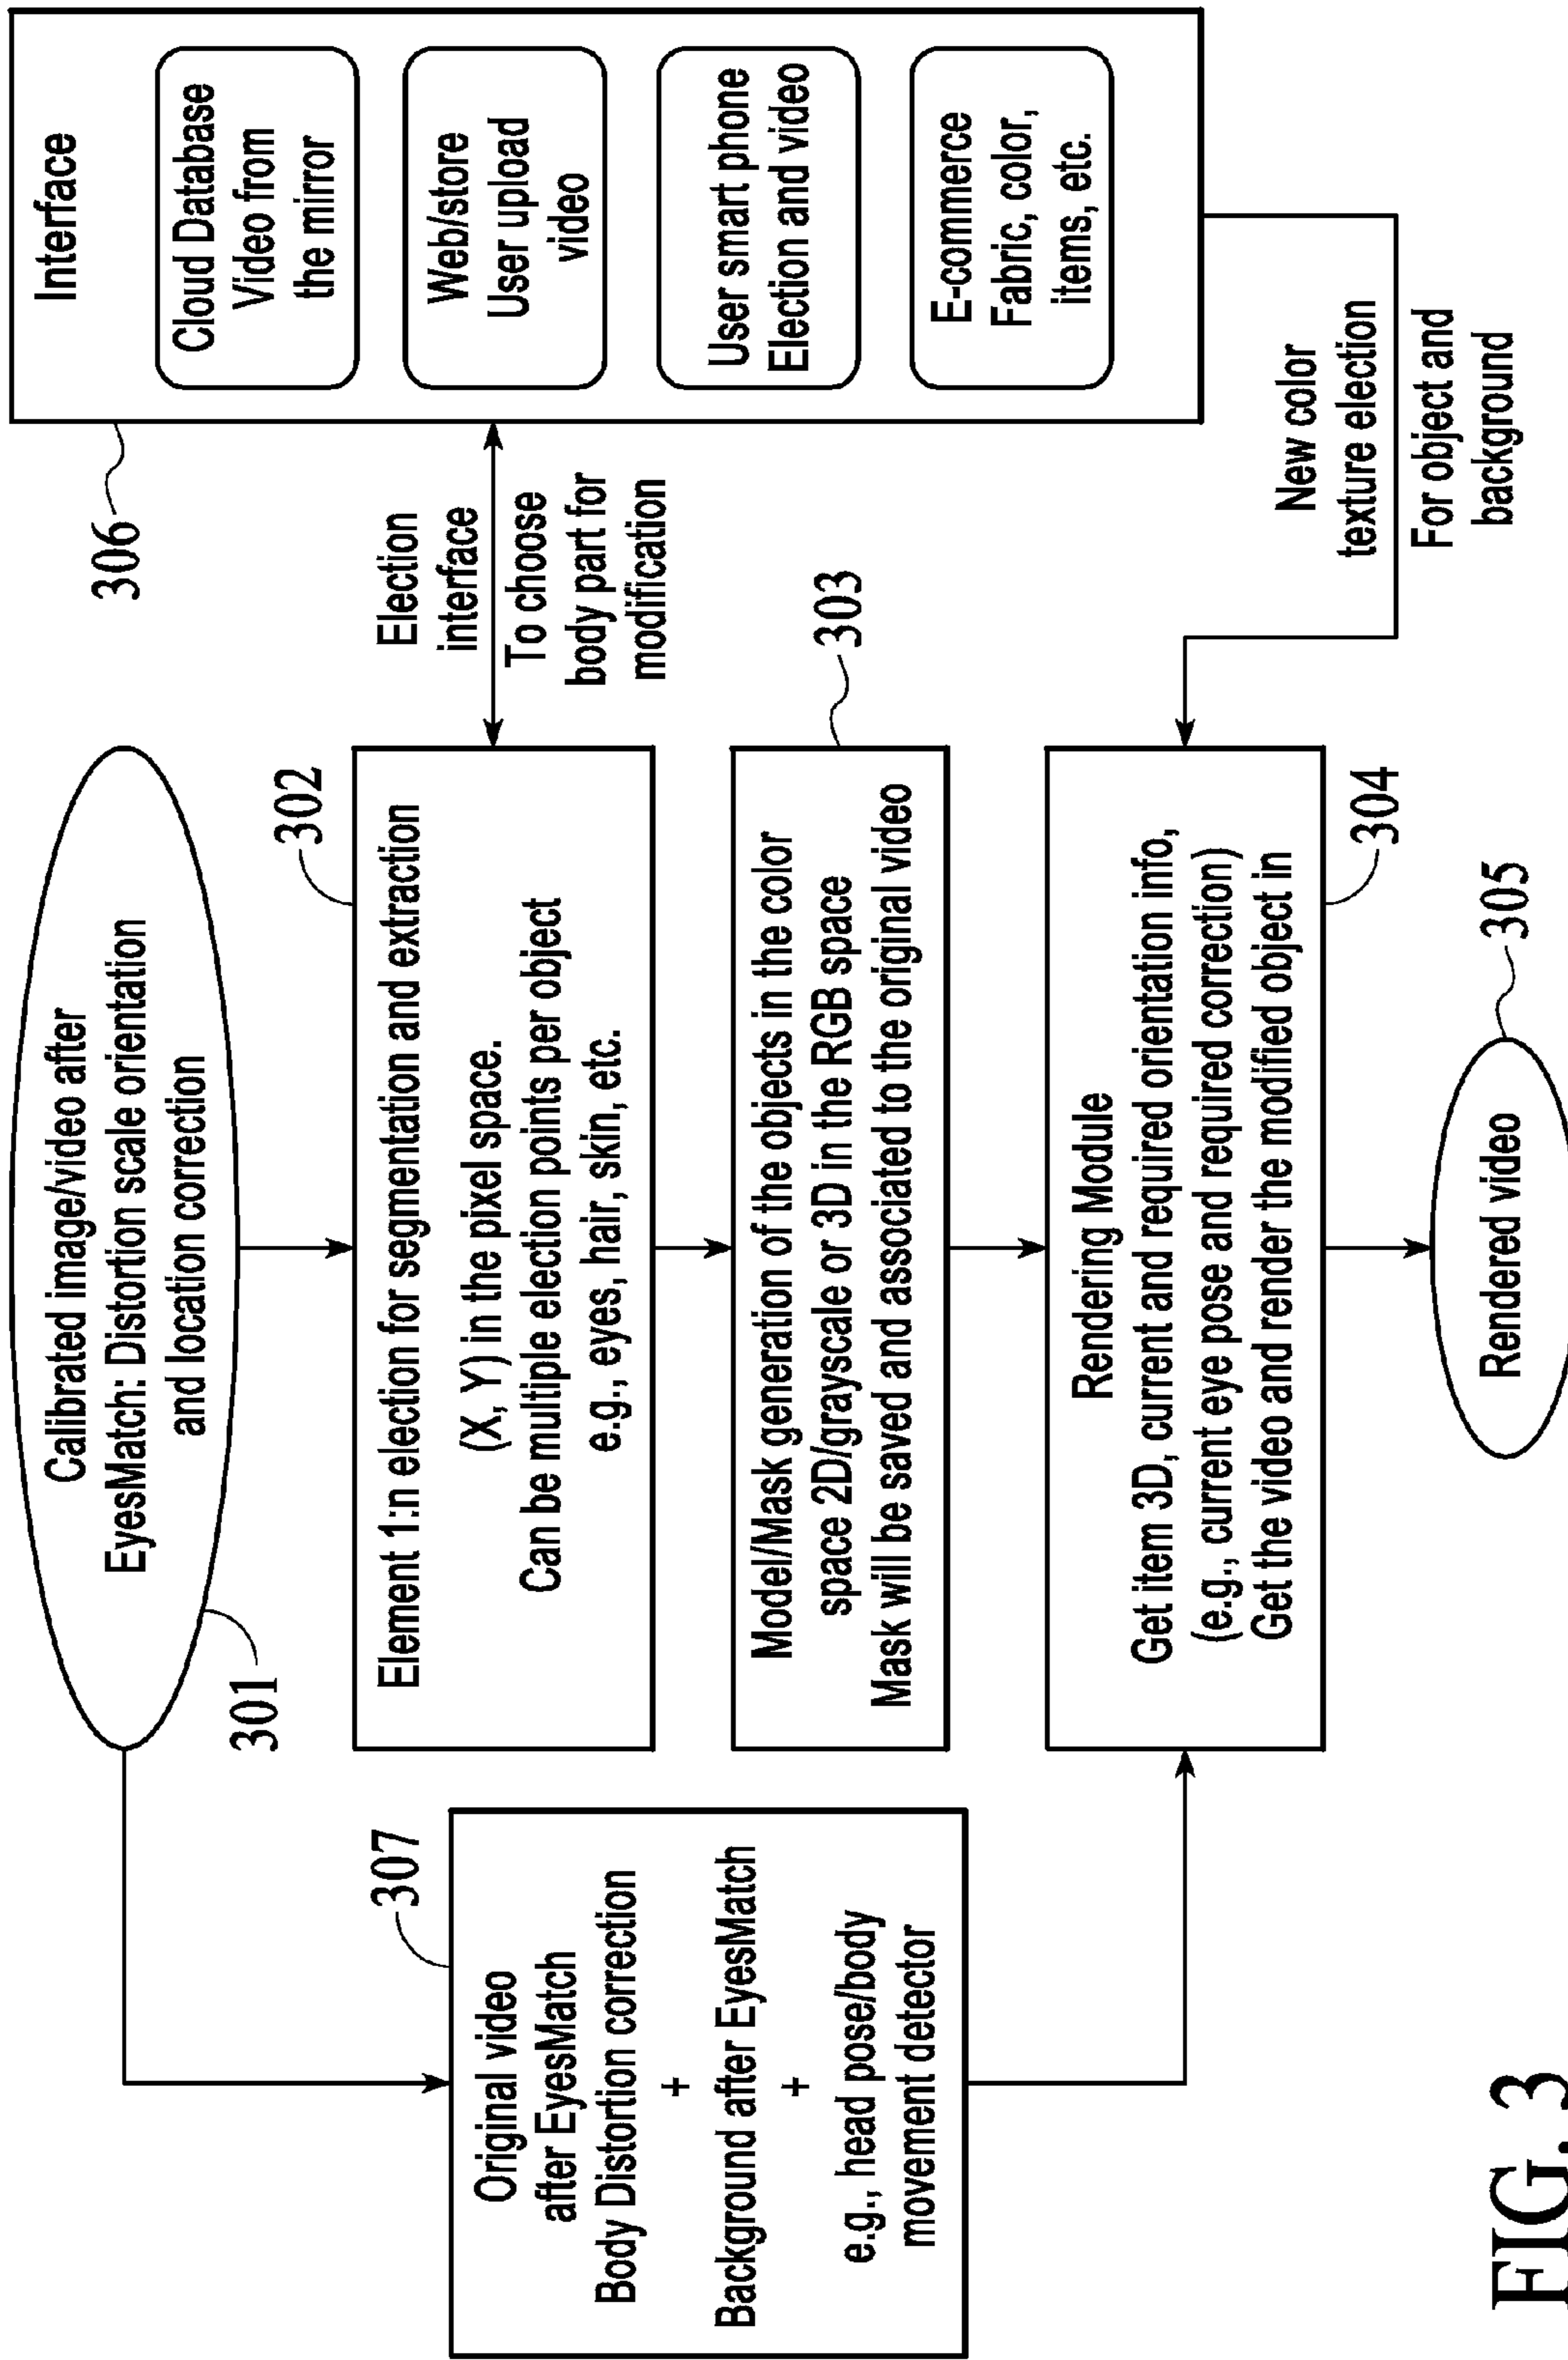 Calibrated image/video after
EyesMatch: Distortion scale orientation
and location correction
301
302
Element 1:n election for segmentation and extraction
(X, Y) in the pixel space.
Can be multiple election points per object
e.g., eyes, hair, skin, etc.
Election
interface
To choose
body part for
modification
306
Interface
Cloud Database
Video from
the mirror
Web/store
User upload
video
User smart phone
Election and video
E-commerce
Fabric, color,
items, etc.
307
Original video
after EyesMatch
Body Distortion correction
+
Background after EyesMatch
+
e.g., head pose/body
movement detector
303
Model/Mask generation of the objects in the color
space 2D/grayscale or 3D in the RGB space
Mask will be saved and associated to the original video
Rendering Module
Get item 3D, current and required orientation info,
(e.g., current eye pose and required correction)
Get the video and render the modified object in
304
New color
texture election
For object and
background
305
Rendered video
FIG. 3